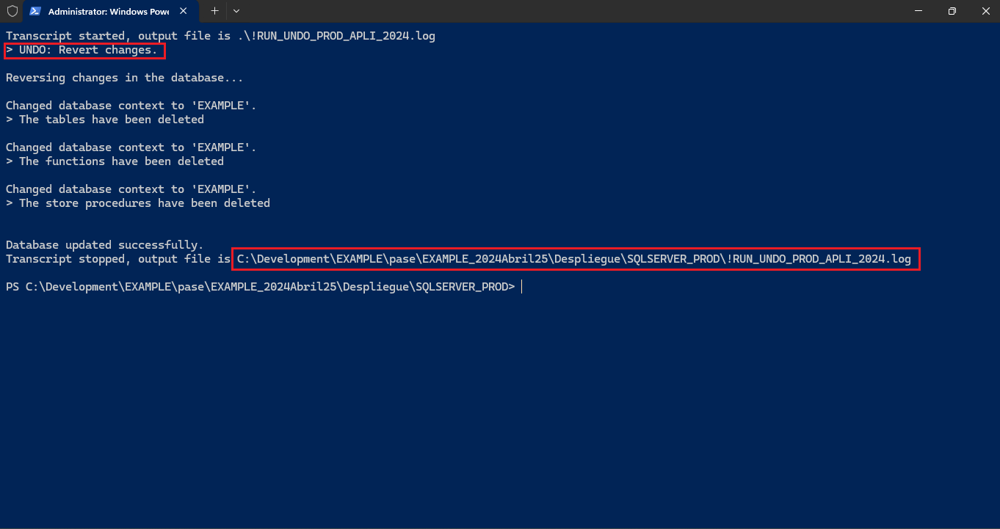 Administrator: Windows Powe
Transcript started, output file is .\!RUN_UNDO_PROD_APLI_2024.log
> UNDO: Revert changes.
Reversing changes in the database...
Changed database context to 'EXAMPLE'.
> The tables have been deleted
Changed database context to 'EXAMPLE'.
> The functions have been deleted
Changed database context to 'EXAMPLE'.
> The store procedures have been deleted
Database updated successfully.
Transcript stopped, output file is C:\Development\EXAMPLE\pase\EXAMPLE_2024Abril25\Despliegue\SQLSERVER_PROD\!RUN_UNDO_PROD_APLI_2024.log
PS C:\Development\EXAMPLE\pase\EXAMPLE_2024Abril25\Despliegue\SQLSERVER_PROD>